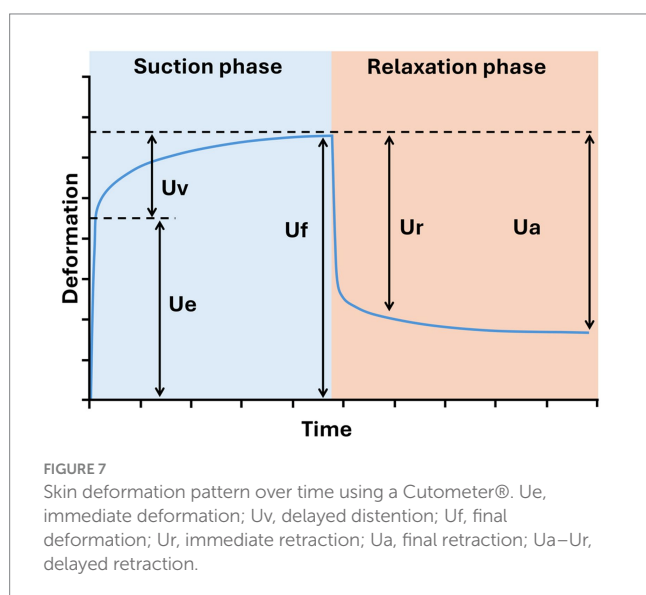 Suction phase
Relaxation phase
Deformation
Uv
Ue
Uf
Ur
Ua
Time
FIGURE 7
Skin deformation pattern over time using a Cutometer®. Ue,
immediate deformation; Uv, delayed distention; Uf, final
deformation; Ur, immediate retraction; Ua, final retraction; Ua–Ur,
delayed retraction.